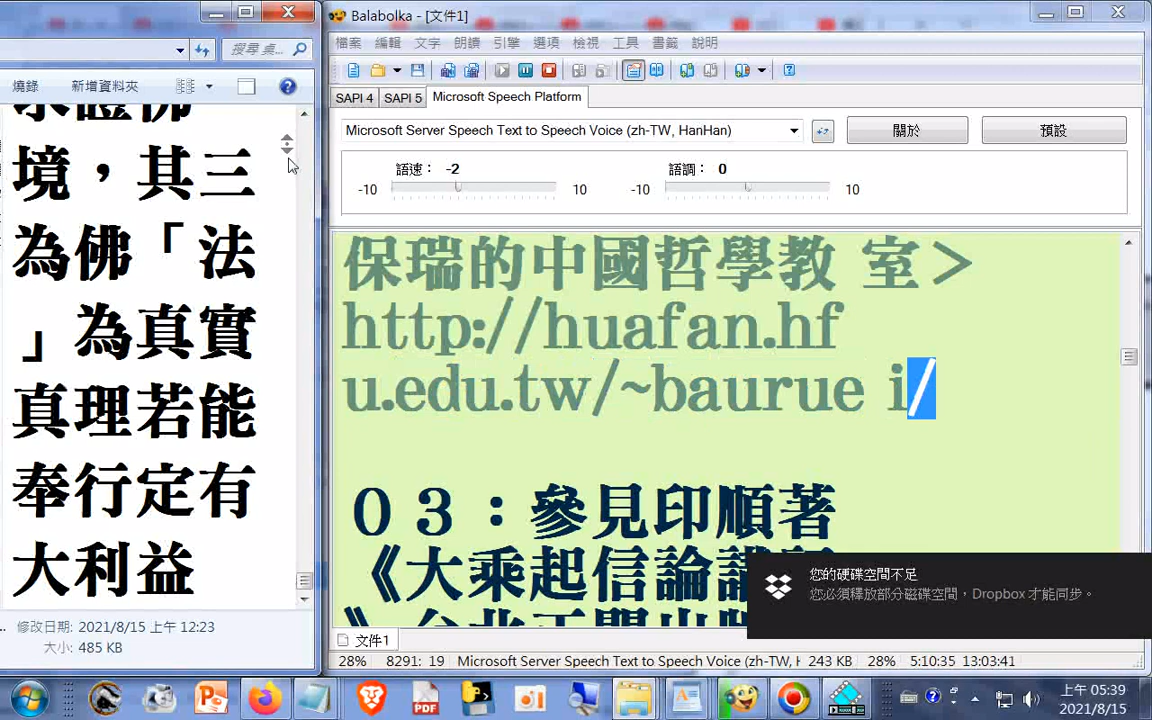 搜尋 桌...
燒錄
新增資料夾
境，其三
為佛「法
」為真實
真理若能
奉行定有
大利益
修改日期: 2021/8/15 上午 12:23
大小: 485 KB
Balabolka - [文件1]
檔案 編輯 文字 朗讀 引擎 選項 檢視 工具 書籤 說明
SAPI 4 SAPI 5 Microsoft Speech Platform
Microsoft Server Speech Text to Speech Voice (zh-TW, HanHan)
關於
預設
語速： -2
語調： 0
-10 10 -10 10
保瑞的中國哲學教 室＞
http://huafan.hf
u.edu.tw/~baurue i/
０３：參見印順著
《大乘起信論講
您的硬碟空間不足
您必須釋放部分磁碟空間，Dropbox 才能同步。
文件1
28% 8291: 19 Microsoft Server Speech Text to Speech Voice (zh-TW, H 243 KB 28% 5:10:35 13:03:41
PDF
上午 05:39
2021/8/15